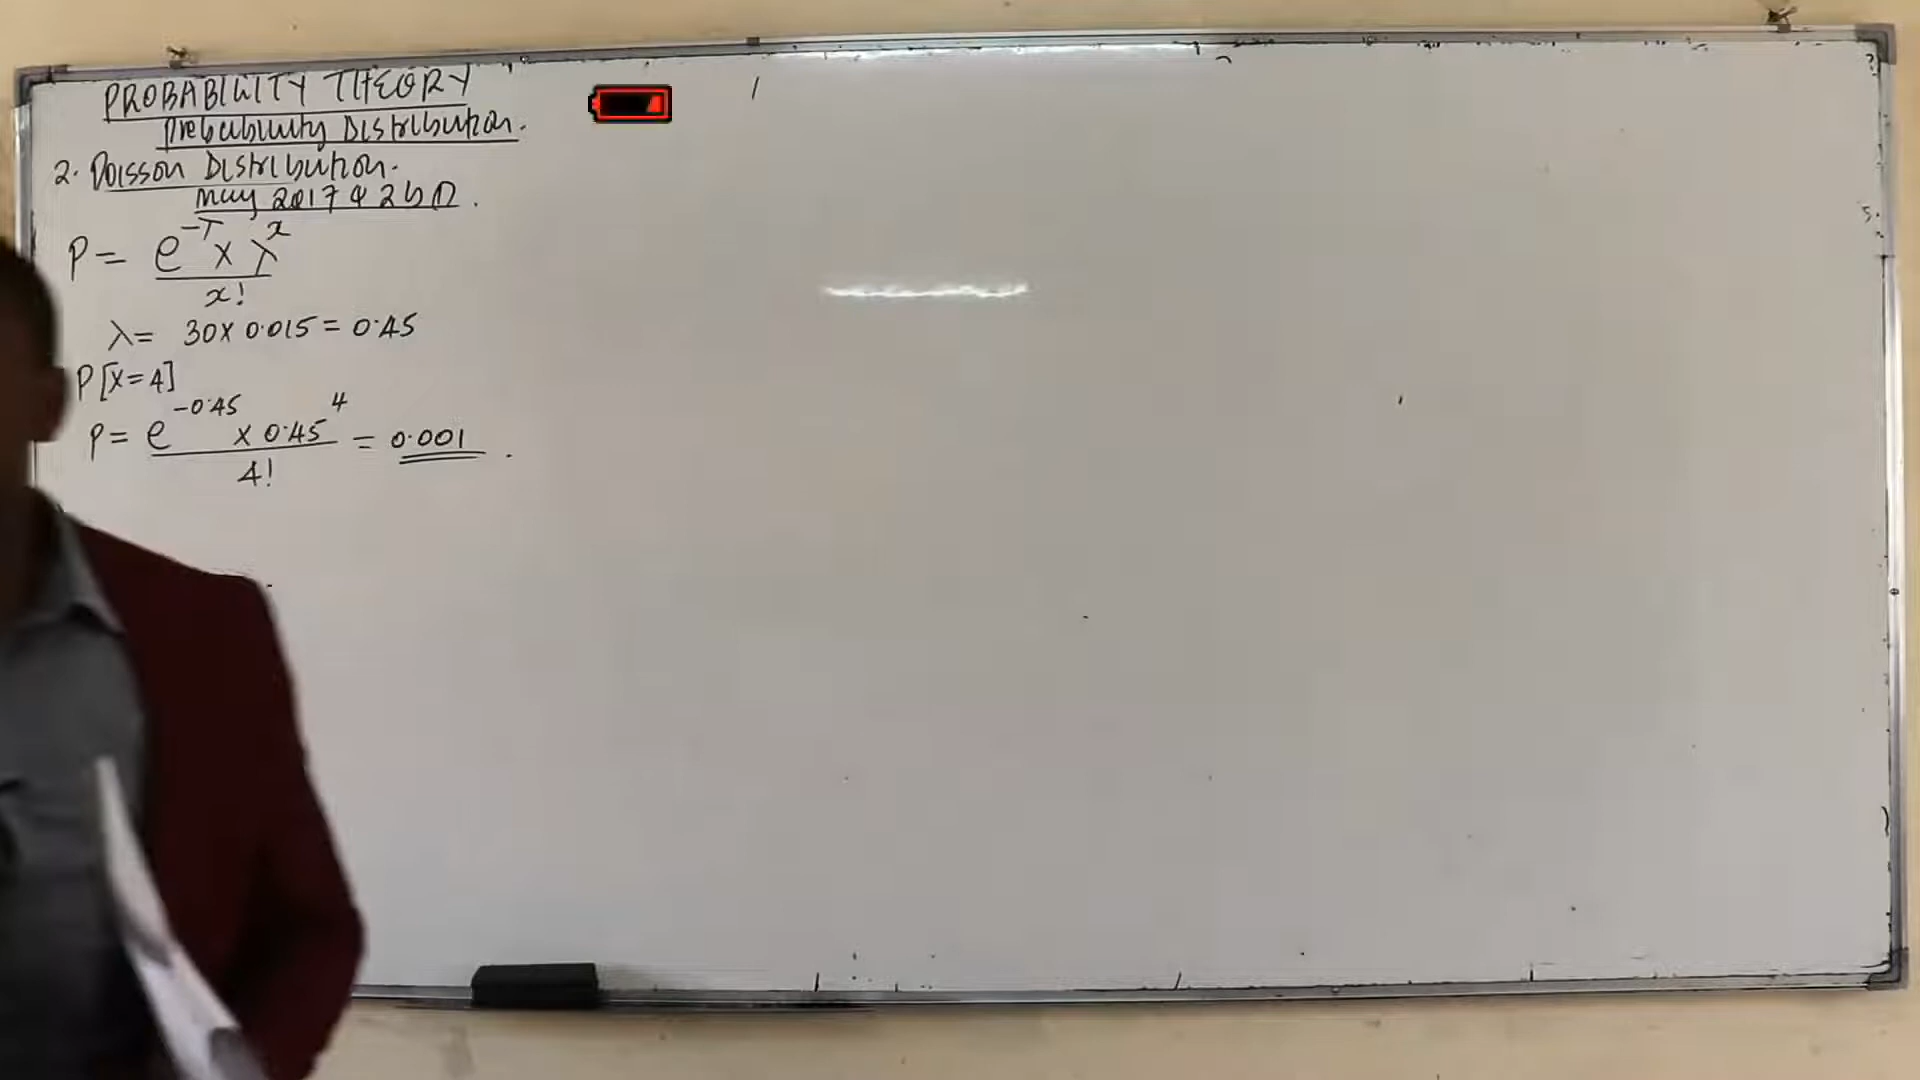 PROBABILITY THEORY
Probability Distribution.
2. Poisson Distribution.
May 2017 Q 2b (i).
P = e^-λ x λ^x / x!
λ = 30 x 0.015 = 0.45
P[x=4]
P = e^-0.45 x 0.45^4 / 4! = 0.001.